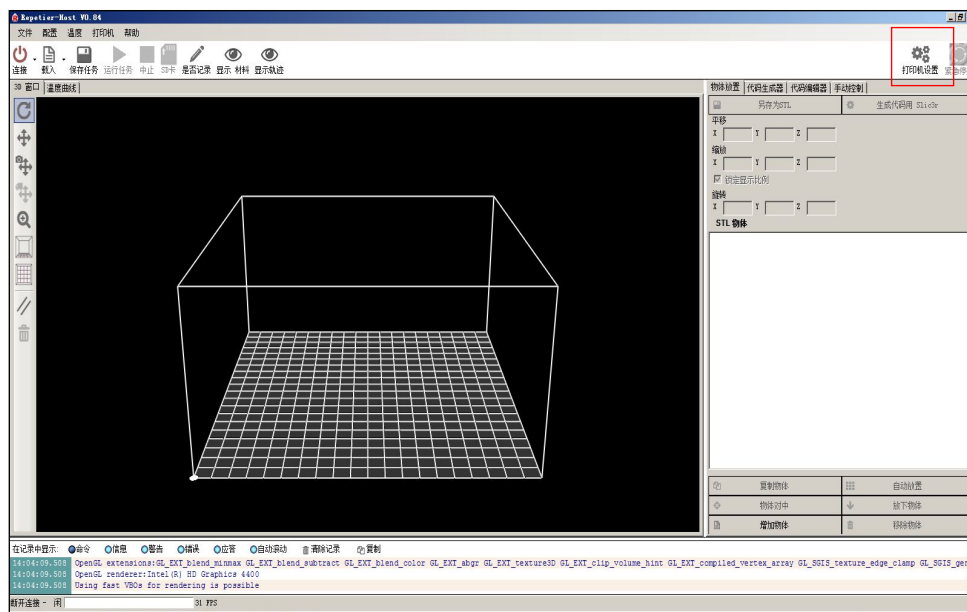 Repetier-Host V0.84
文件 配置 温度 打印机 帮助
连接 载入 保存任务 运行任务 中止 SD卡 是否记录 显示 材料 显示轨迹 打印机设置 紧急停
3D 窗口 温度曲线 物体放置 代码生成器 代码编辑器 手动控制
另存为STL 生成代码用 Slic3r
平移
X Y Z
缩放
X Y Z
锁定显示比例
旋转
X Y Z
STL 物体
复制物体 自动放置
物体对中 放下物体
增加物体 移除物体
在记录中显示: 命令 信息 警告 错误 应答 自动滚动 清除记录 复制
14:04:09.508 OpenGL extensions:GL_EXT_blend_minmax GL_EXT_blend_subtract GL_EXT_blend_color GL_EXT_abgr GL_EXT_texture3D GL_EXT_clip_volume_hint GL_EXT_compiled_vertex_array GL_SGIS_texture_edge_clamp GL_SGIS_gen
14:04:09.508 OpenGL renderer:Intel(R) HD Graphics 4400
14:04:09.508 Using fast VBOs for rendering is possible
断开连接 - 闲 31 FPS